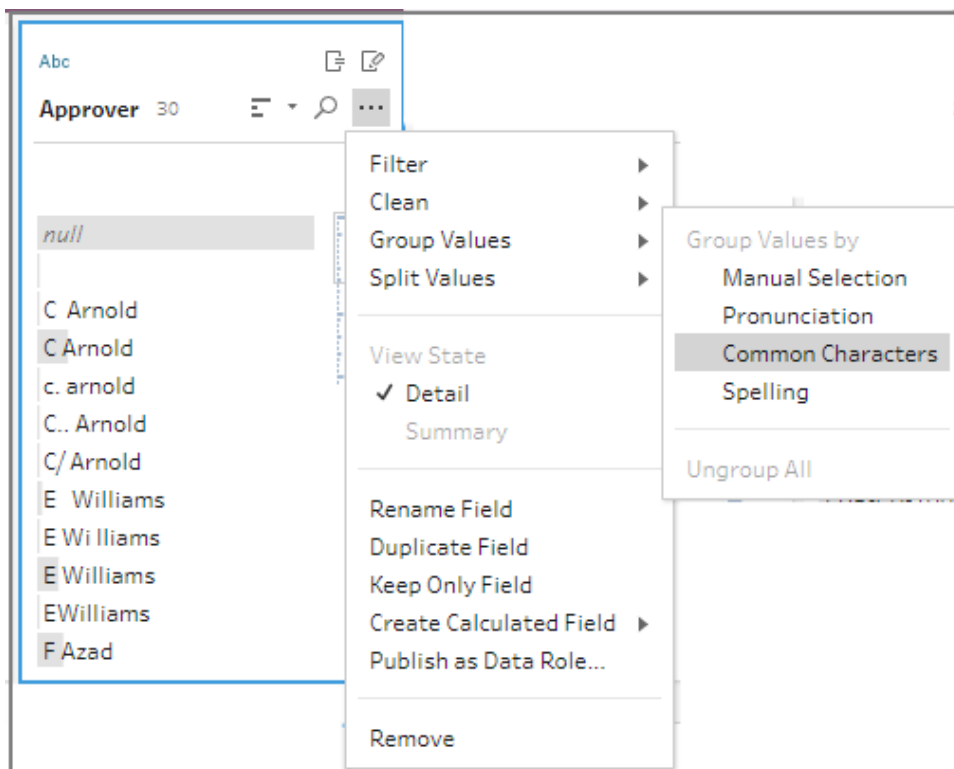 Abc
Approver 30
null
C  Arnold
C Arnold
c. arnold
C.. Arnold
C/ Arnold
E   Williams
E Wi lliams
E Williams
EWilliams
F Azad
Filter
Clean
Group Values
Split Values
View State
Detail
Summary
Rename Field
Duplicate Field
Keep Only Field
Create Calculated Field
Publish as Data Role...
Remove
Group Values by
Manual Selection
Pronunciation
Common Characters
Spelling
Ungroup All